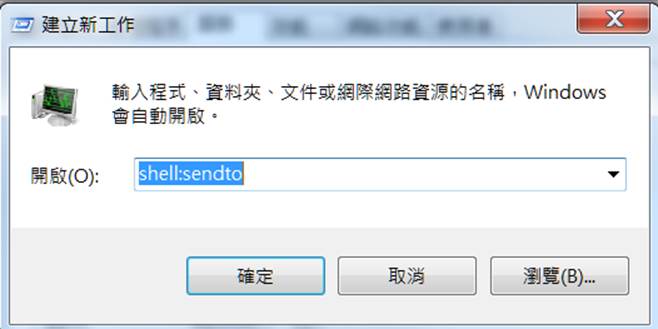 建立新工作
輸入程式、資料夾、文件或網際網路資源的名稱，Windows
會自動開啟。
開啟(O):
shell:sendto
確定
取消
瀏覽(B)...